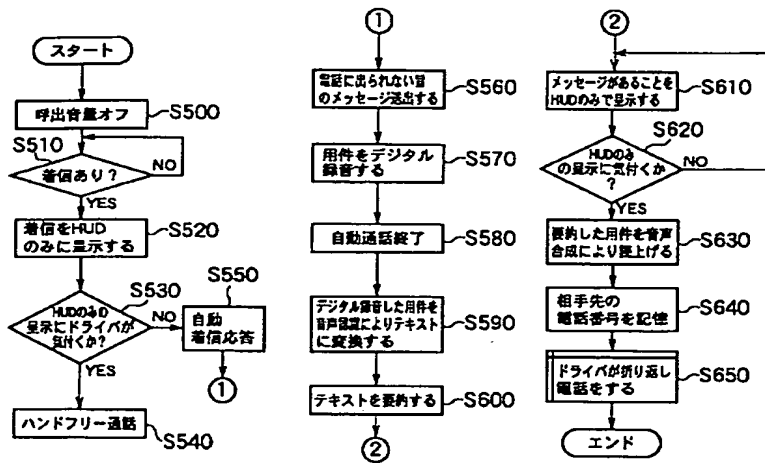 スタート
呼出音量オフ
S500
S510
着信あり？
NO
YES
着信をHUD
のみに呈示する
S520
S530
HUDのみの
呈示にドライバが
気付くか？
NO
YES
S550
自動
着信応答
①
ハンドフリー通話
S540
①
電話に出られない旨
のメッセージ送出する
S560
用件をデジタル
録音する
S570
自動通話終了
S580
デジタル録音した用件を
音声認識によりテキスト
に変換する
S590
テキストを要約する
S600
②
②
メッセージがあることを
HUDのみで呈示する
S610
S620
HUDのみ
の呈示に気付くか
？
NO
YES
要約した用件を音声
合成により読上げる
S630
相手先の
電話番号を記憶
S640
ドライバが折り返し
電話をする
S650
エンド